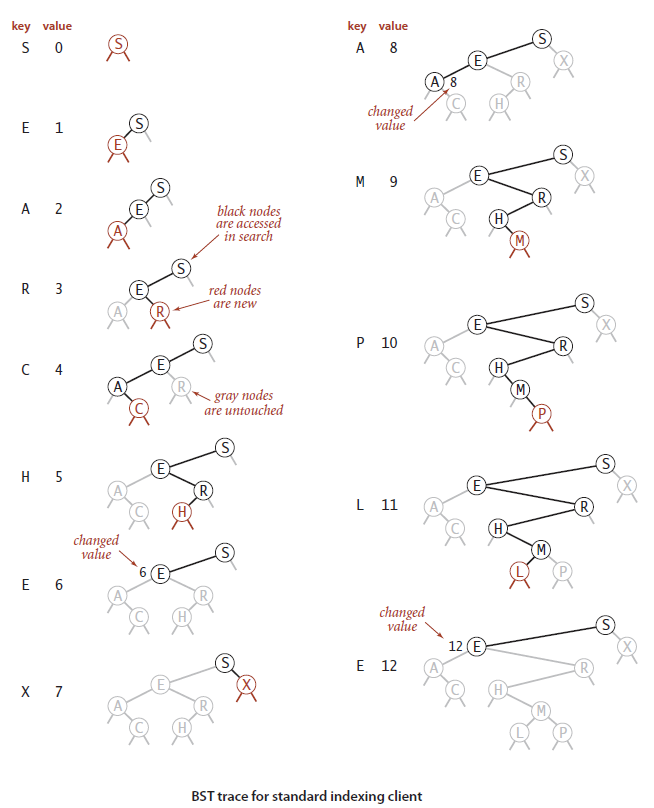 key value
S 0
S
E 1
S
E
A 2
S
E
A
black nodes
are accessed
in search
R 3
S
E
A
R
red nodes
are new
C 4
S
E
A
R
C
gray nodes
are untouched
H 5
S
E
A
R
C
H
changed
value
E 6
S
6 E
A
R
C
H
X 7
S
E
X
A
R
C
H
key value
A 8
S
E
X
A 8
R
C
H
changed
value
M 9
S
E
X
A
R
C
H
M
P 10
S
E
X
A
R
C
H
M
P
L 11
S
E
X
A
R
C
H
M
L
P
changed
value
E 12
S
12 E
X
A
R
C
H
M
L
P
BST trace for standard indexing client